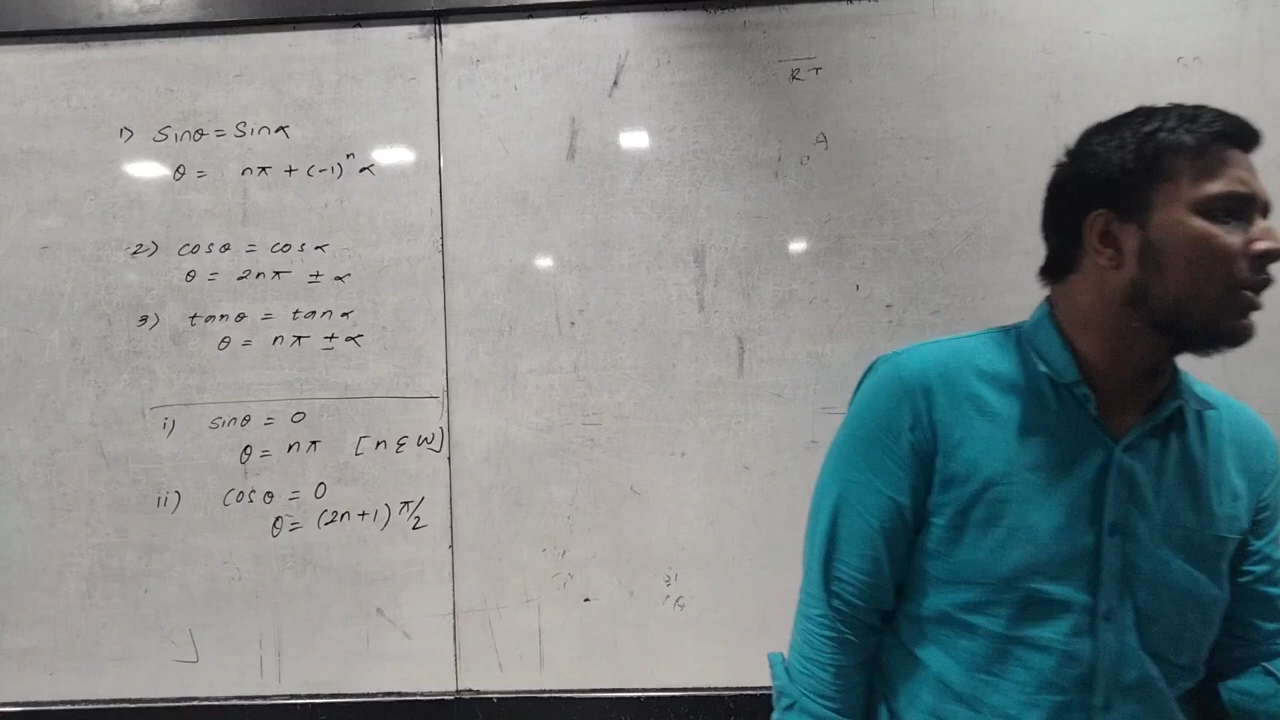 1) Sinθ = Sinα
θ = nπ + (-1)ⁿ α
2) cosθ = cosα
θ = 2nπ ± α
3) tanθ = tanα
θ = nπ ± α
i) sinθ = 0
θ = nπ [n ε W]
ii) cosθ = 0
θ = (2n+1) π/2
RT
A